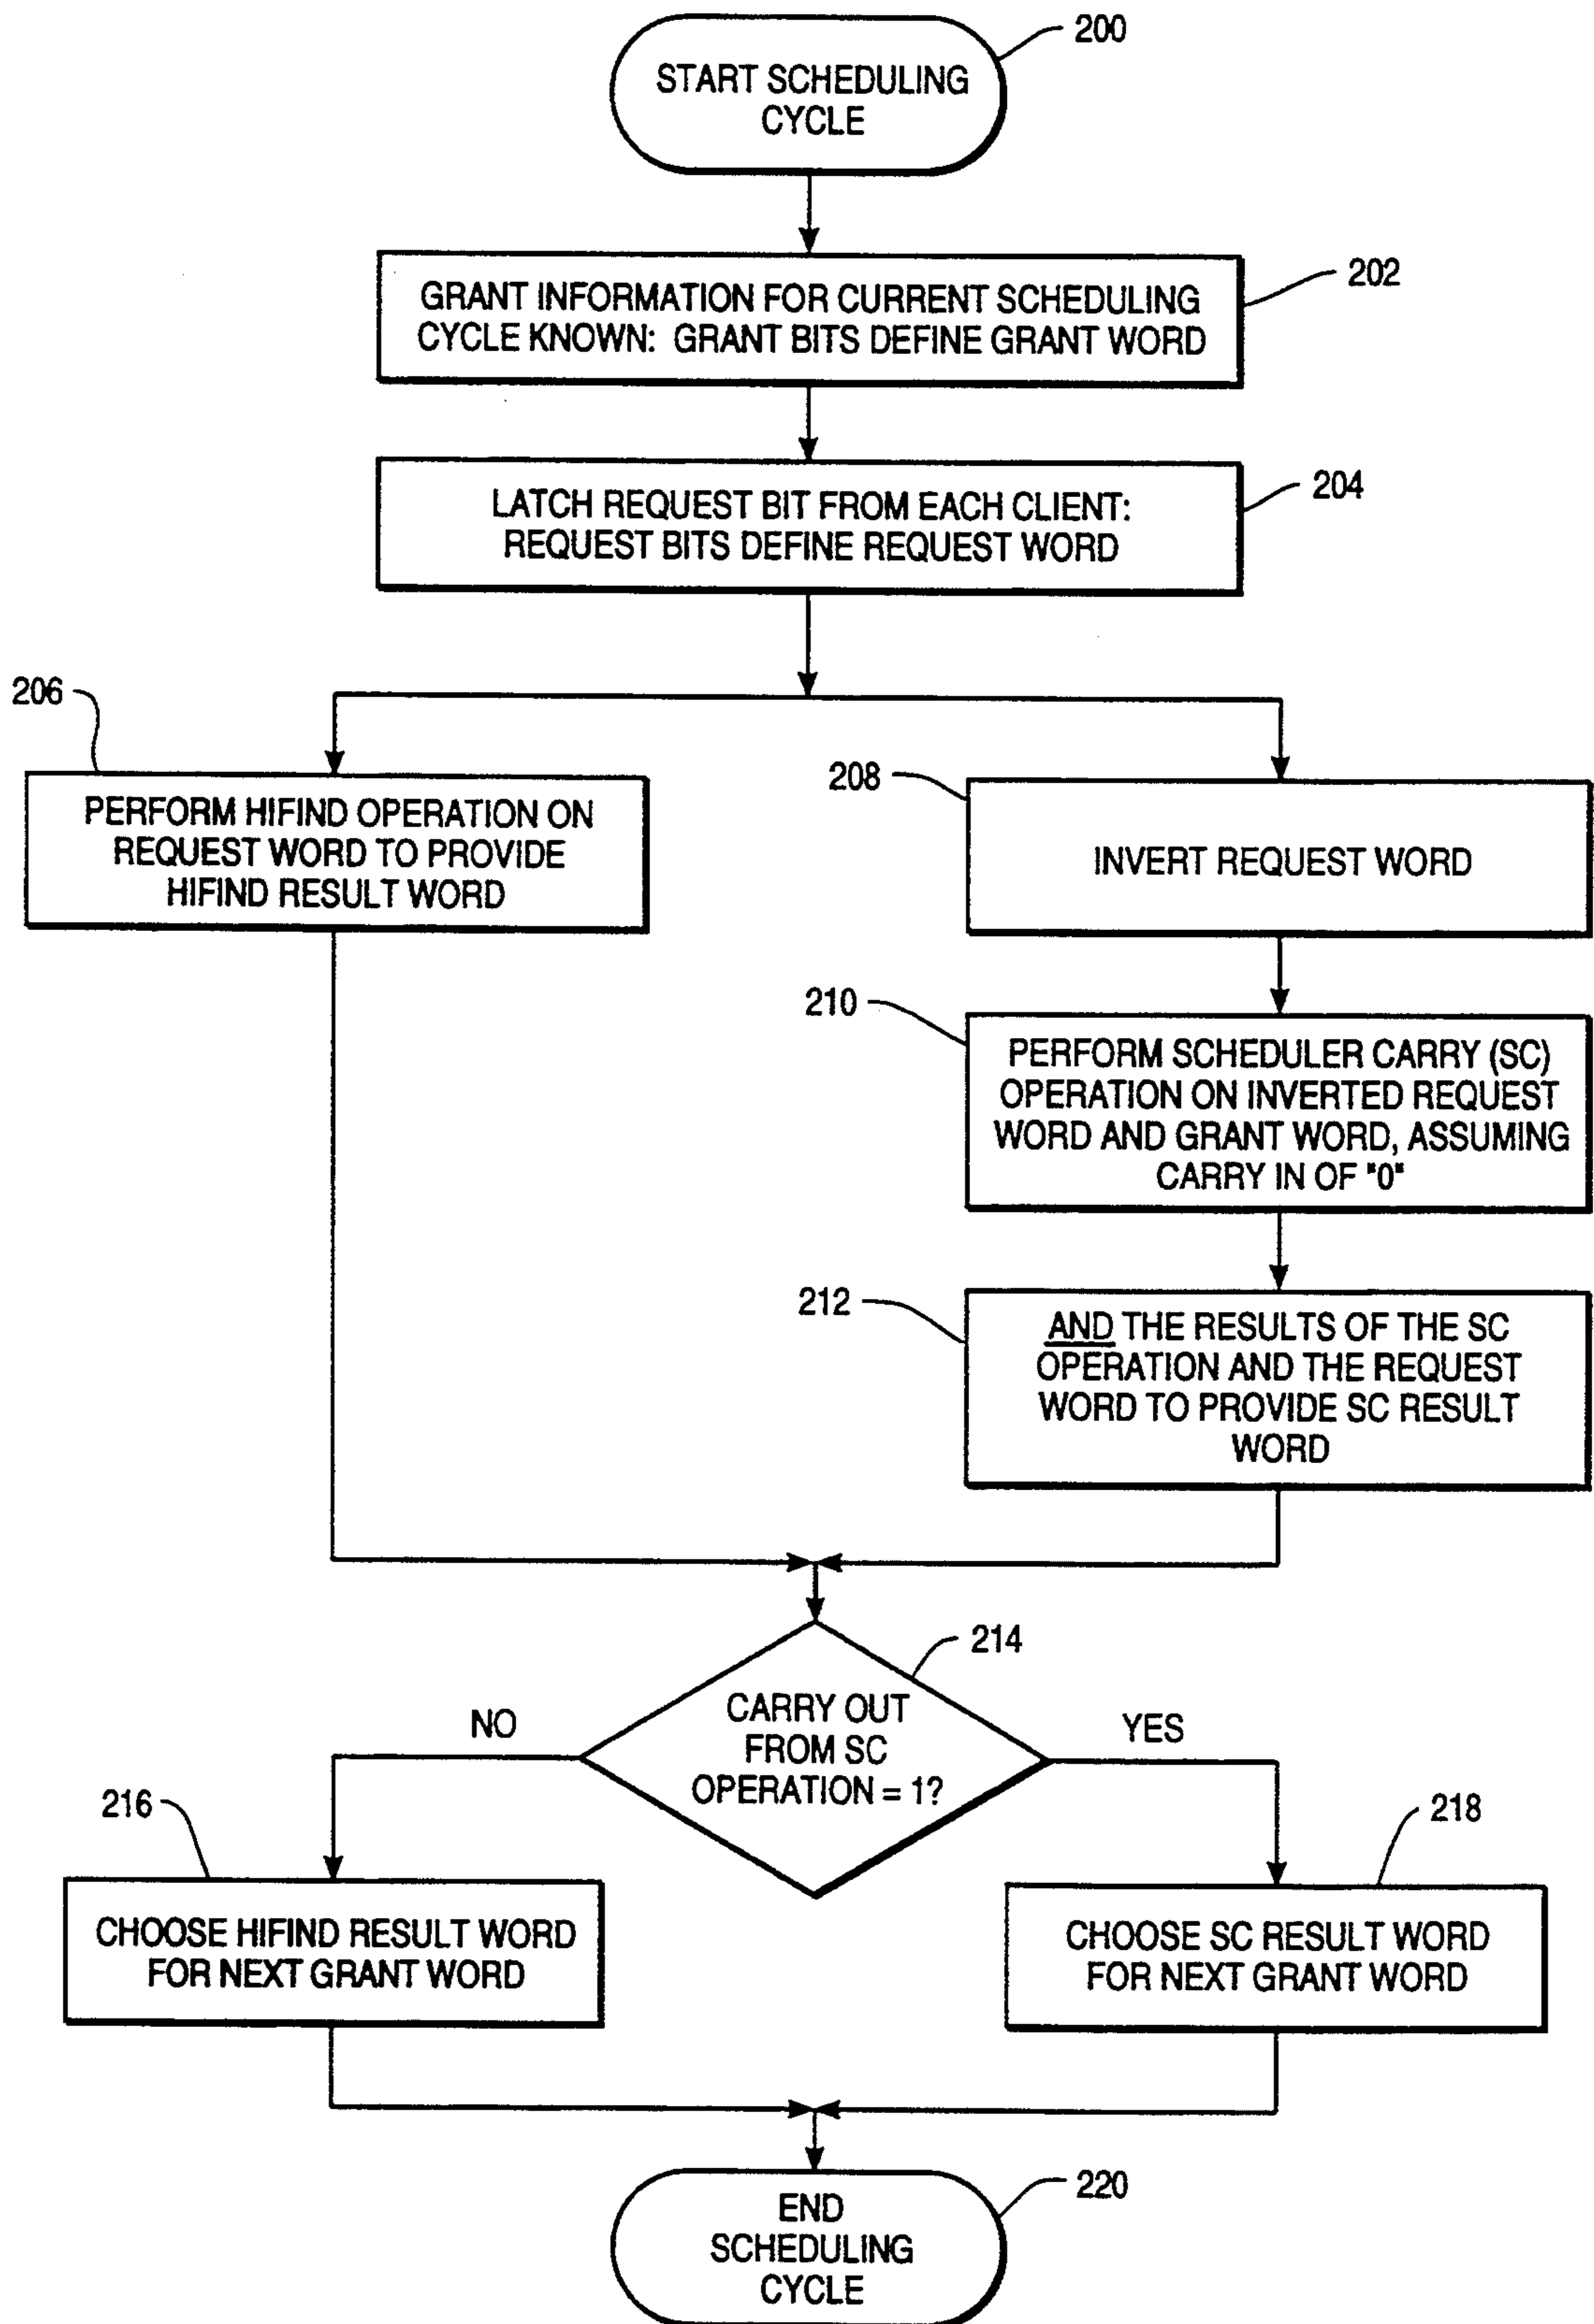 200
START SCHEDULING
CYCLE
202
GRANT INFORMATION FOR CURRENT SCHEDULING
CYCLE KNOWN: GRANT BITS DEFINE GRANT WORD
204
LATCH REQUEST BIT FROM EACH CLIENT:
REQUEST BITS DEFINE REQUEST WORD
206
PERFORM HIFIND OPERATION ON
REQUEST WORD TO PROVIDE
HIFIND RESULT WORD
208
INVERT REQUEST WORD
210
PERFORM SCHEDULER CARRY (SC)
OPERATION ON INVERTED REQUEST
WORD AND GRANT WORD, ASSUMING
CARRY IN OF "0"
212
AND THE RESULTS OF THE SC
OPERATION AND THE REQUEST
WORD TO PROVIDE SC RESULT
WORD
214
CARRY OUT
FROM SC
OPERATION = 1?
NO
YES
216
CHOOSE HIFIND RESULT WORD
FOR NEXT GRANT WORD
218
CHOOSE SC RESULT WORD
FOR NEXT GRANT WORD
220
END
SCHEDULING
CYCLE